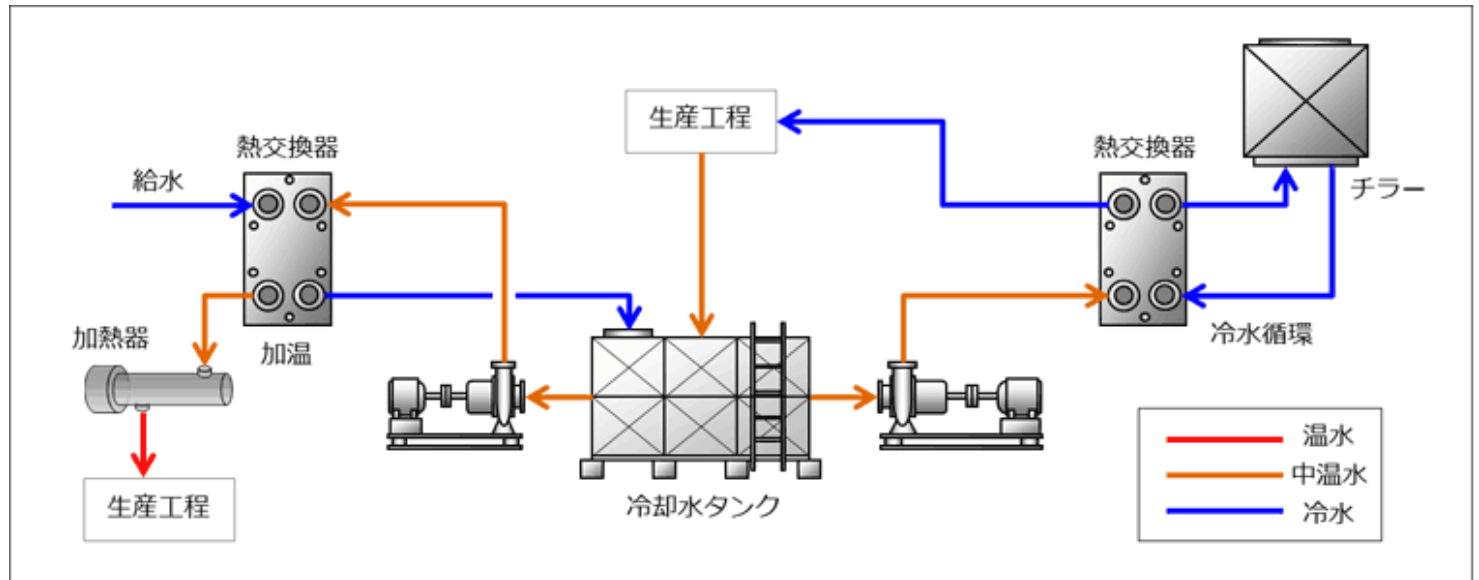 生産工程
熱交換器
熱交換器
給水
チラー
加熱器
加温
冷水循環
温水
中温水
冷水
生産工程
冷却水タンク